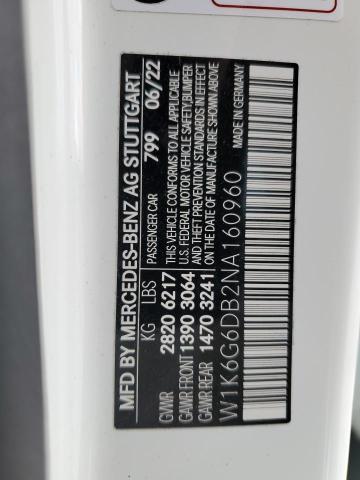 MFD BY MERCEDES-BENZ AG STUTTGART
KG LBS PASSENGER CAR 799 06/22
GVWR 2820 6217 THIS VEHICLE CONFORMS TO ALL APPLICABLE
U.S. FEDERAL MOTOR VEHICLE SAFETY,BUMPER
GAWR FRONT 1390 3064 AND THEFT PREVENTION STANDARDS IN EFFECT
GAWR REAR 1470 3241 ON THE DATE OF MANUFACTURE SHOWN ABOVE
W1K6G6DB2NA160960 MADE IN GERMANY